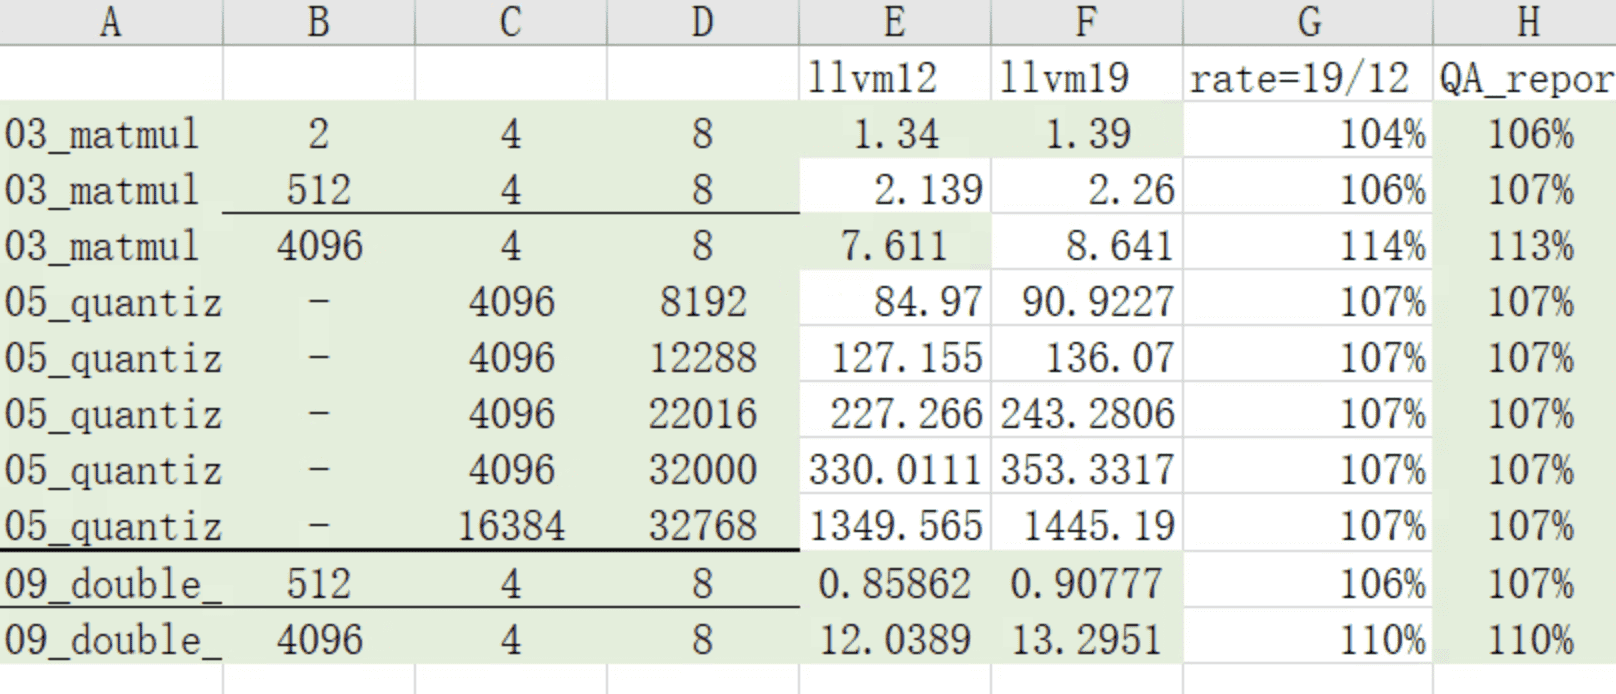 A B C D E F G H
llvm12 llvm19 rate=19/12 QA_repor
03_matmul 2 4 8 1.34 1.39 104% 106%
03_matmul 512 4 8 2.139 2.26 106% 107%
03_matmul 4096 4 8 7.611 8.641 114% 113%
05_quantiz - 4096 8192 84.97 90.9227 107% 107%
05_quantiz - 4096 12288 127.155 136.07 107% 107%
05_quantiz - 4096 22016 227.266 243.2806 107% 107%
05_quantiz - 4096 32000 330.0111 353.3317 107% 107%
05_quantiz - 16384 32768 1349.565 1445.19 107% 107%
09_double_ 512 4 8 0.85862 0.90777 106% 107%
09_double_ 4096 4 8 12.0389 13.2951 110% 110%